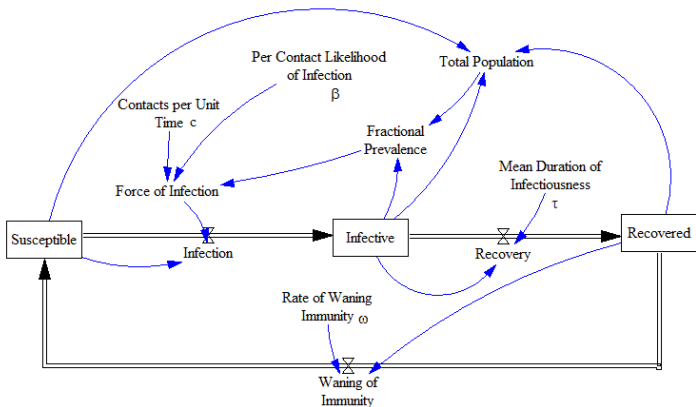 Per Contact Likelihood
of Infection
β
Total Population
Contacts per Unit
Time c
Fractional
Prevalence
Mean Duration of
Infectiousness
τ
Force of Infection
Susceptible
Infection
Infective
Recovery
Recovered
Rate of Waning
Immunity ω
Waning of
Immunity